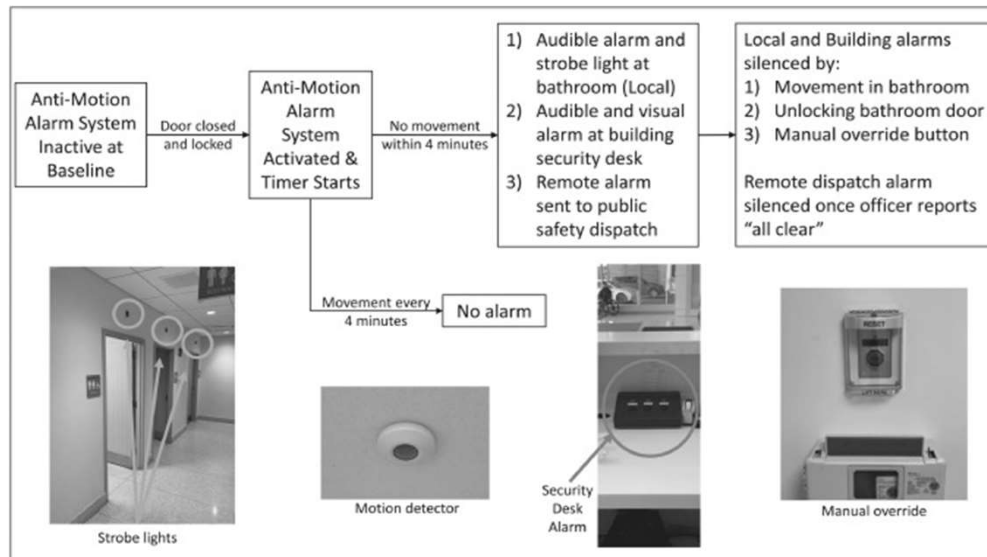 Anti-Motion
Alarm System
Inactive at
Baseline
Door closed
and locked
Anti-Motion
Alarm
System
Activated &
Timer Starts
No movement
within 4 minutes
1) Audible alarm and
strobe light at
bathroom (Local)
2) Audible and visual
alarm at building
security desk
3) Remote alarm
sent to public
safety dispatch
Local and Building alarms
silenced by:
1) Movement in bathroom
2) Unlocking bathroom door
3) Manual override button
Remote dispatch alarm
silenced once officer reports
“all clear”
Movement every
4 minutes
No alarm
Strobe lights
Motion detector
Security
Desk
Alarm
RESET
Manual override